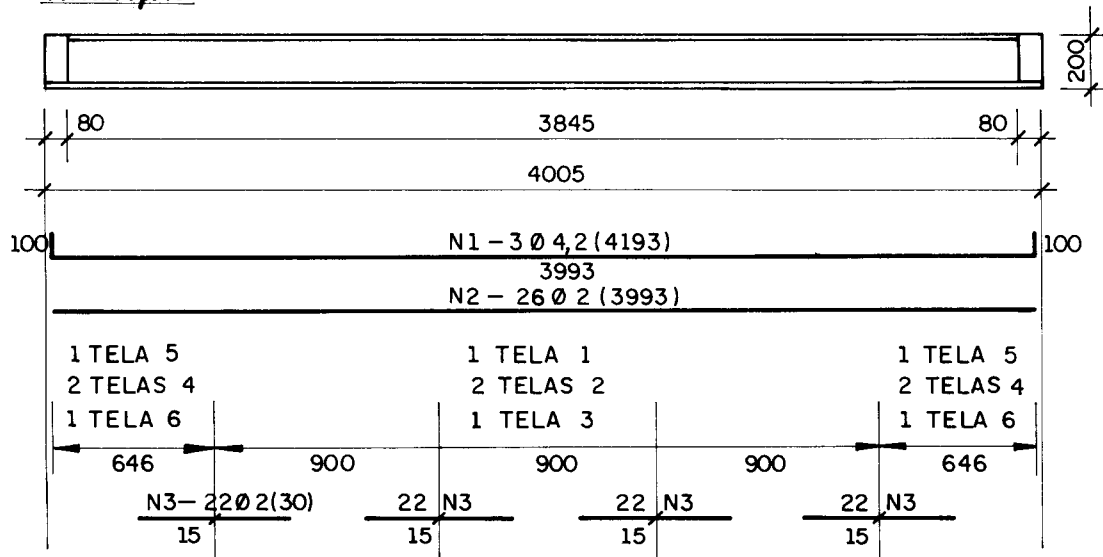 200
80 3845 80
4005
100 N1-3 Ø 4,2 (4193) 100
3993
N2-26 Ø 2 (3993)
1 TELA 5 1 TELA 1 1 TELA 5
2 TELAS 4 2 TELAS 2 2 TELAS 4
1 TELA 6 1 TELA 3 1 TELA 6
646 900 900 900 646
N3-22 Ø 2(30) 22 N3 22 N3 22 N3
15 15 15 15